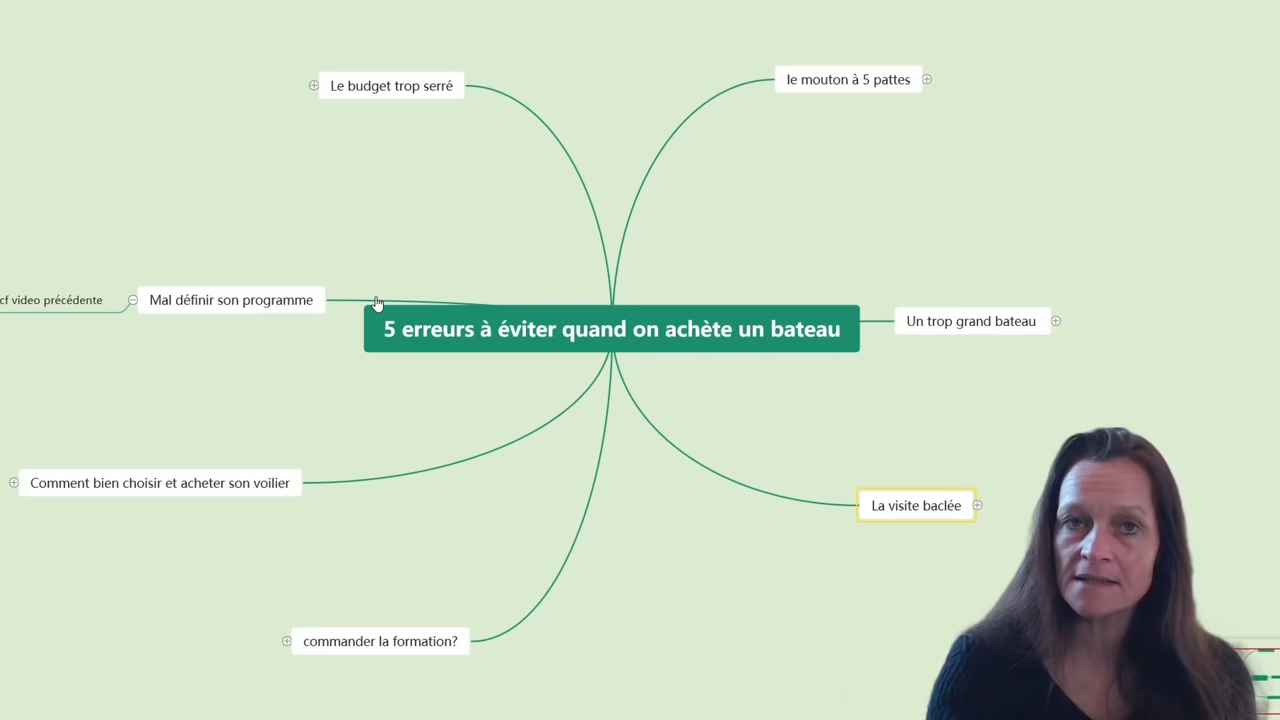 le mouton à 5 pattes
Le budget trop serré
cf video précédente
Mal définir son programme
5 erreurs à éviter quand on achète un bateau
Un trop grand bateau
Comment bien choisir et acheter son voilier
La visite baclée
commander la formation?